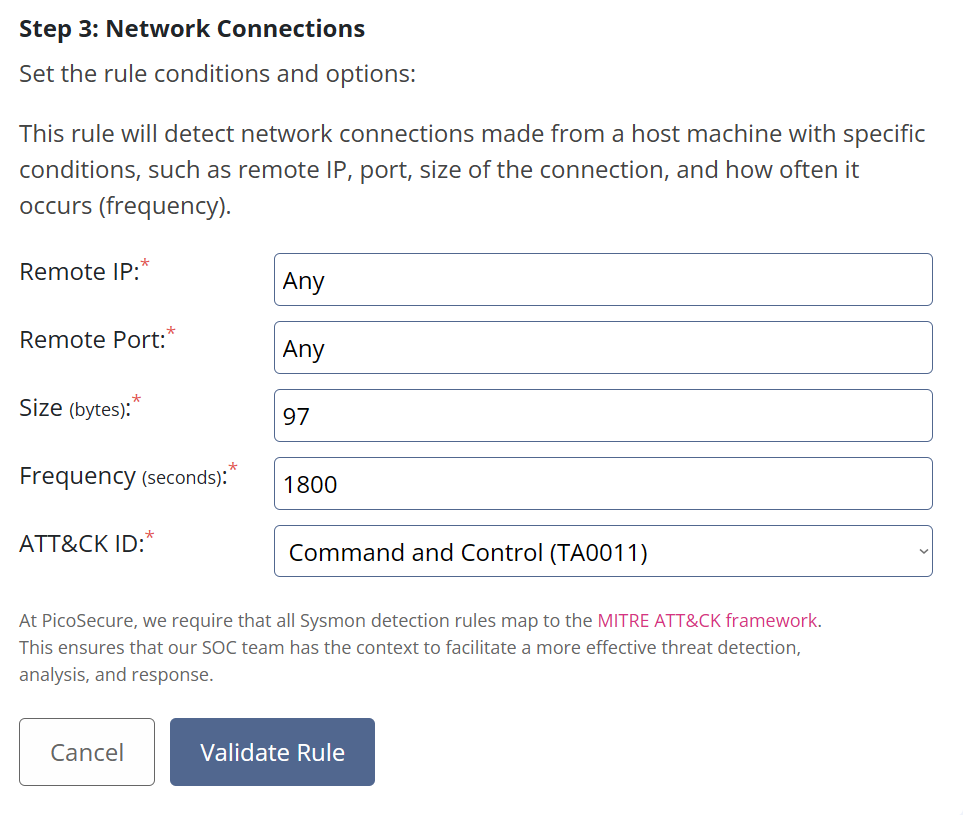 Step 3: Network Connections
Set the rule conditions and options:
This rule will detect network connections made from a host machine with specific
conditions, such as remote IP, port, size of the connection, and how often it
occurs (frequency).
Remote IP:* Any
Remote Port:* Any
Size (bytes):* 97
Frequency (seconds):* 1800
ATT&CK ID:* Command and Control (TA0011)
At PicoSecure, we require that all Sysmon detection rules map to the MITRE ATT&CK framework.
This ensures that our SOC team has the context to facilitate a more effective threat detection,
analysis, and response.
Cancel Validate Rule